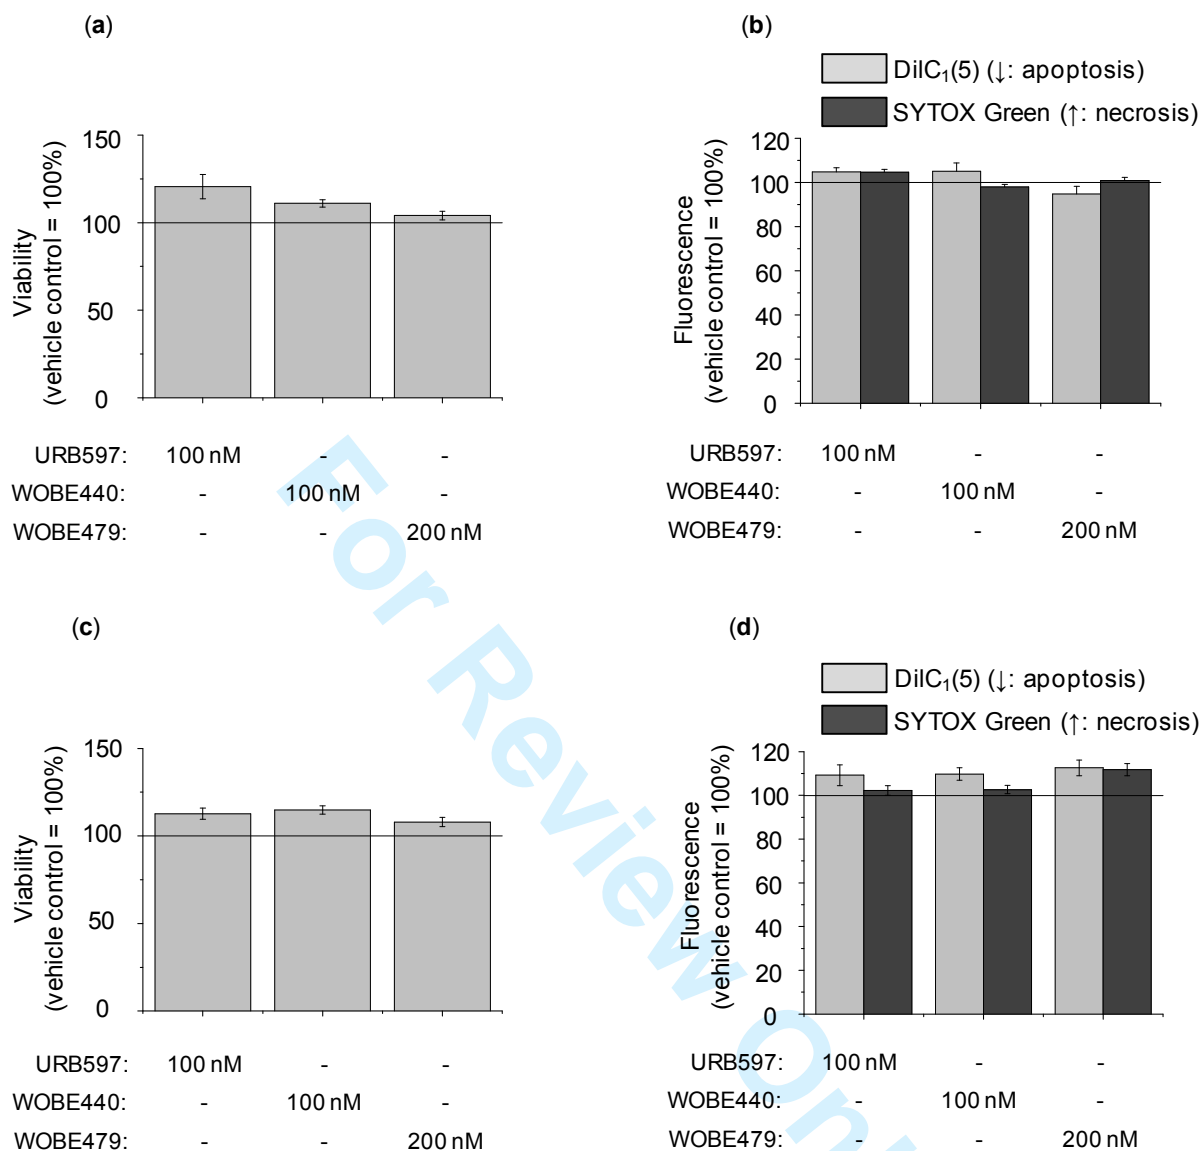 (a)
Viability
(vehicle control = 100%)
150
100
50
0
URB597: 100 nM - -
WOBE440: - 100 nM -
WOBE479: - - 200 nM
(b)
DilC₁(5) (↓: apoptosis)
SYTOX Green (↑: necrosis)
Fluorescence
(vehicle control = 100%)
120
100
80
60
40
20
0
URB597: 100 nM - -
WOBE440: - 100 nM -
WOBE479: - - 200 nM
(c)
Viability
(vehicle control = 100%)
150
100
50
0
URB597: 100 nM - -
WOBE440: - 100 nM -
WOBE479: - - 200 nM
(d)
DilC₁(5) (↓: apoptosis)
SYTOX Green (↑: necrosis)
Fluorescence
(vehicle control = 100%)
120
100
80
60
40
20
0
URB597: 100 nM - -
WOBE440: - 100 nM -
WOBE479: - - 200 nM
For Review Onl